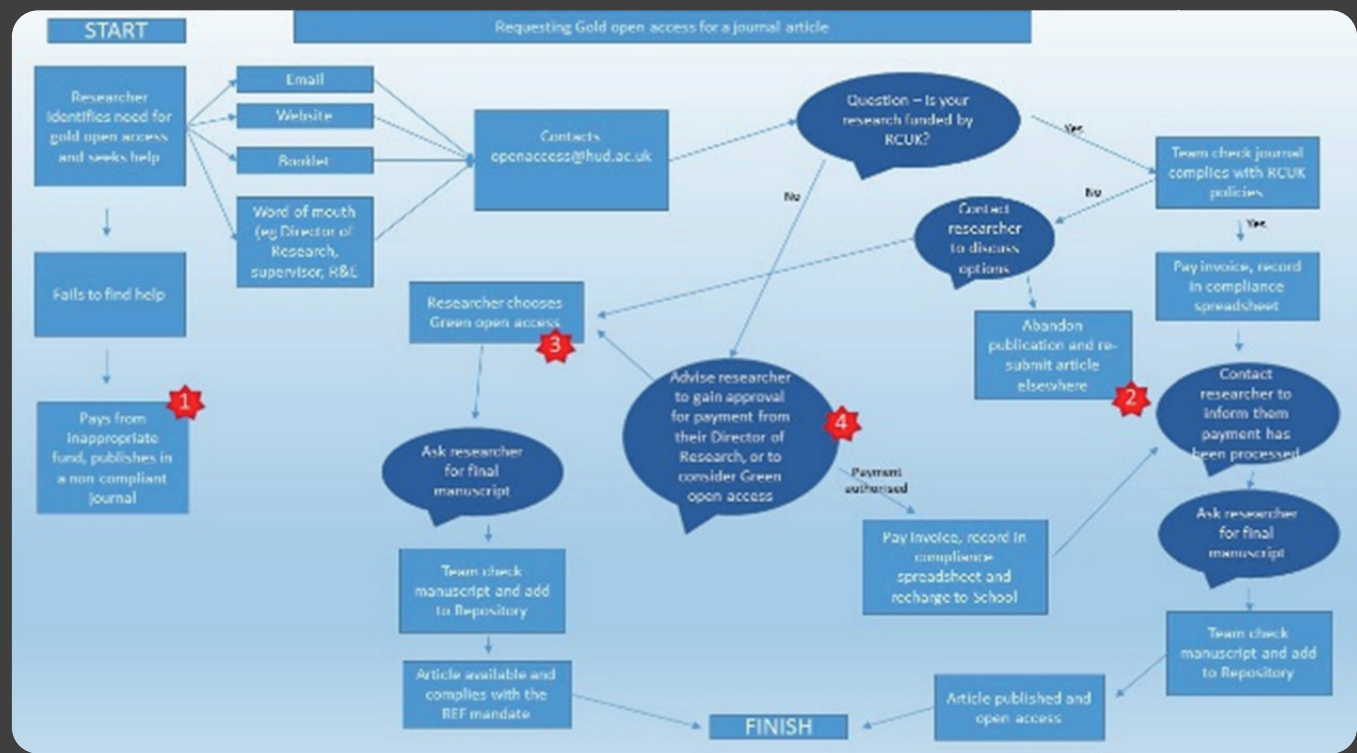 START
Requesting Gold open access for a journal article
Researcher
identifies need for
gold open access
and seeks help
Email
Website
Booklet
Word of mouth
(eg Director of
Research,
supervisor, R&E
Contacts
openaccess@hud.ac.uk
Question – is your
research funded by
RCUK?
Yes
No
Team check journal
complies with RCUK
policies
No
Yes
Contact
researcher
to discuss
options
Fails to find help
Pay invoice, record
in compliance
spreadsheet
Researcher chooses
Green open access
3
Abandon
publication and re-
submit article
elsewhere
2
Advise researcher
to gain approval
for payment from
their Director of
Research, or to
consider Green
open access
4
Contact
researcher to
inform them
payment has
been processed
1
Pays from
inappropriate
fund, publishes in
a non compliant
journal
Ask researcher
for final
manuscript
Payment
authorised
Ask researcher
for final
manuscript
Pay invoice, record in
compliance
spreadsheet and
recharge to School
Team check
manuscript and add
to Repository
Team check
manuscript and add
to Repository
Article available and
complies with the
REF mandate
Article published and
open access
FINISH